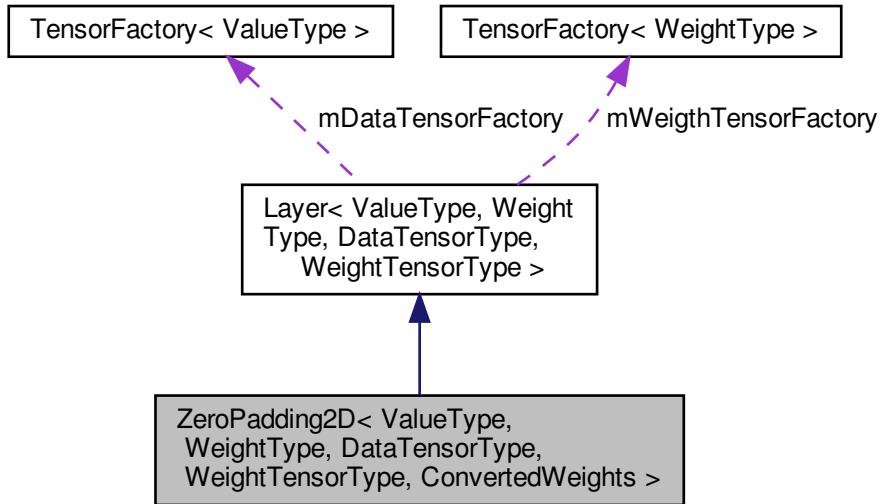 TensorFactory< ValueType >
TensorFactory< WeightType >
mDataTensorFactory
mWeigthTensorFactory
Layer< ValueType, Weight
Type, DataTensorType,
WeightTensorType >
ZeroPadding2D< ValueType,
WeightType, DataTensorType,
WeightTensorType, ConvertedWeights >